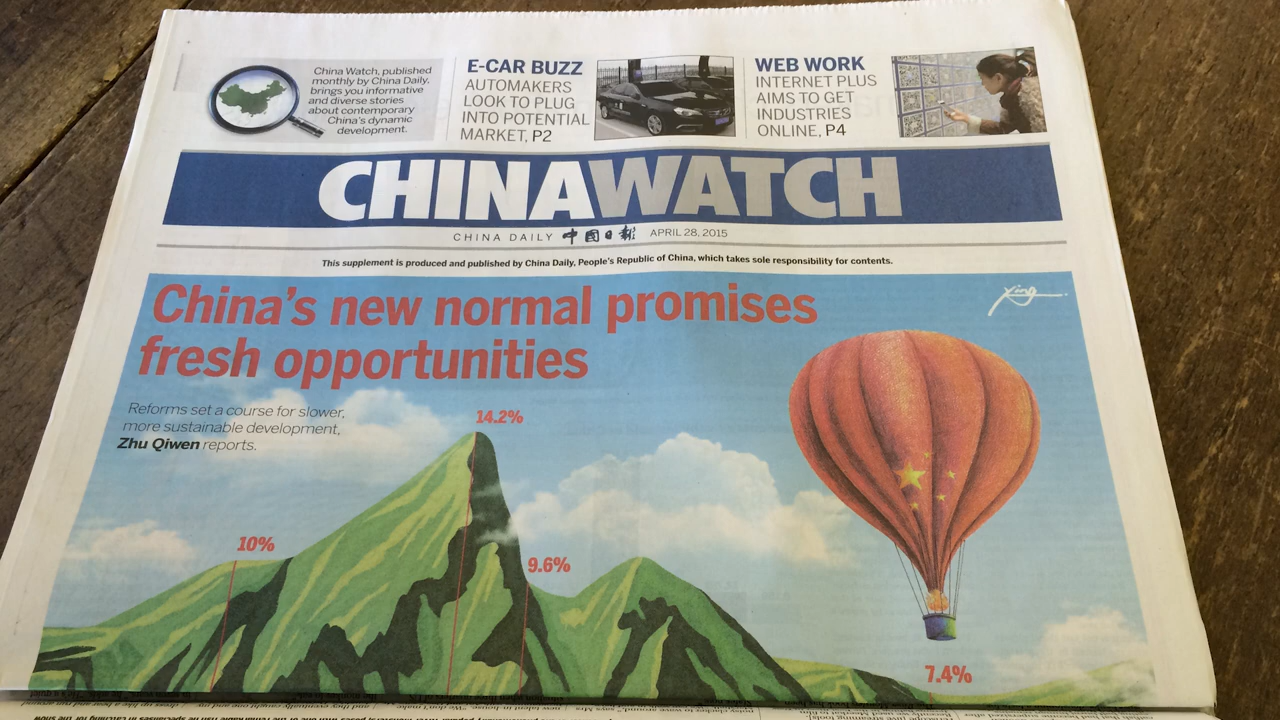 China Watch, published
monthly by China Daily,
brings you informative
and diverse stories
about contemporary
China's dynamic
development.
E-CAR BUZZ
AUTOMAKERS
LOOK TO PLUG
INTO POTENTIAL
MARKET, P2
WEB WORK
INTERNET PLUS
AIMS TO GET
INDUSTRIES
ONLINE, P4
CHINAWATCH
CHINA DAILY 中國日報 APRIL 28, 2015
This supplement is produced and published by China Daily, People's Republic of China, which takes sole responsibility for contents.
China's new normal promises
fresh opportunities
Xing
Reforms set a course for slower,
more sustainable development,
Zhu Qiwen reports.
14.2%
10%
9.6%
7.4%